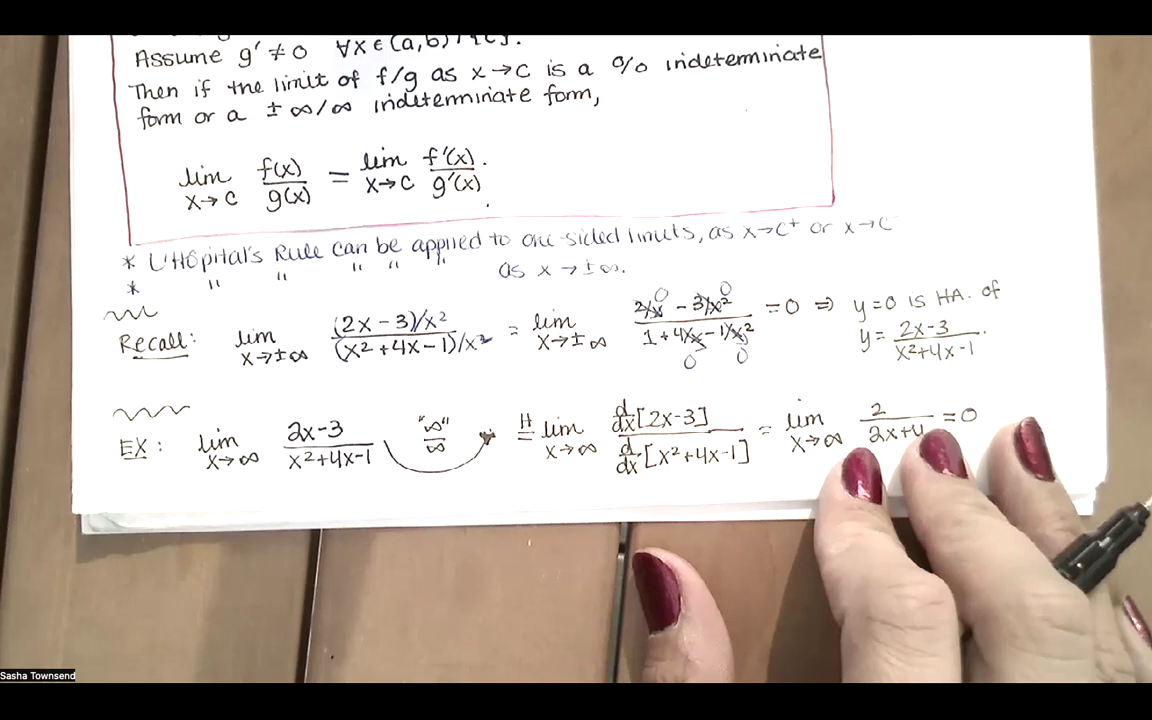 Assume g' ≠ 0 ∀x ∈ (a,b) \ {c}.
Then if the limit of f/g as x→c is a 0/0 indeterminate
form or a ± ∞/∞ indeterminate form,
lim x→c f(x)/g(x) = lim x→c f'(x)/g'(x).
* L'Hôpital's Rule can be applied to one-sided limits, as x→c⁺ or x→c⁻
* " " " " " as x→±∞.
Recall: lim x→±∞ (2x-3)/x² / (x²+4x-1)/x² = lim x→±∞ 2/x - 3/x² / 1+4/x-1/x² = 0 ⇒ y=0 is HA. of
0 0 0 0
y = 2x-3 / x²+4x-1.
EX: lim x→∞ 2x-3 / x²+4x-1 "∞"/∞ =H lim x→∞ d/dx[2x-3] / d/dx[x²+4x-1] = lim x→∞ 2 / 2x+4 = 0
Sasha Townsend